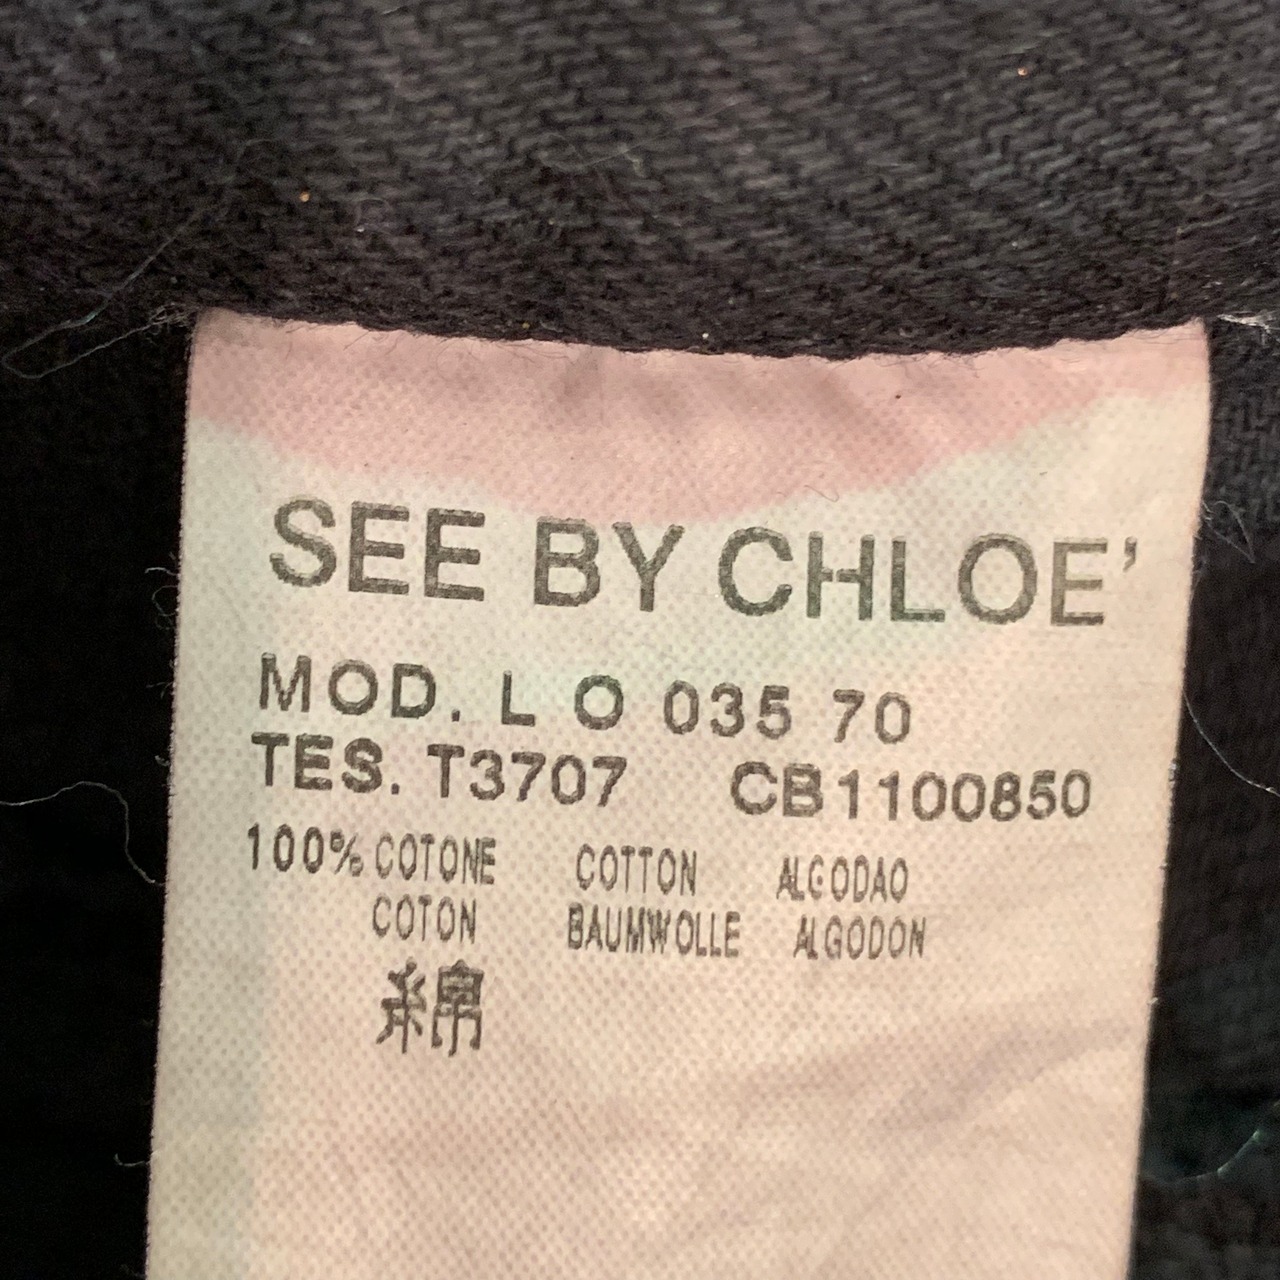 SEE BY CHLOE'
MOD. L O 035 70
TES. T3707 CB1100850
100% COTONE COTTON ALGODAO
COTON BAUMWOLLE ALGODON
綿